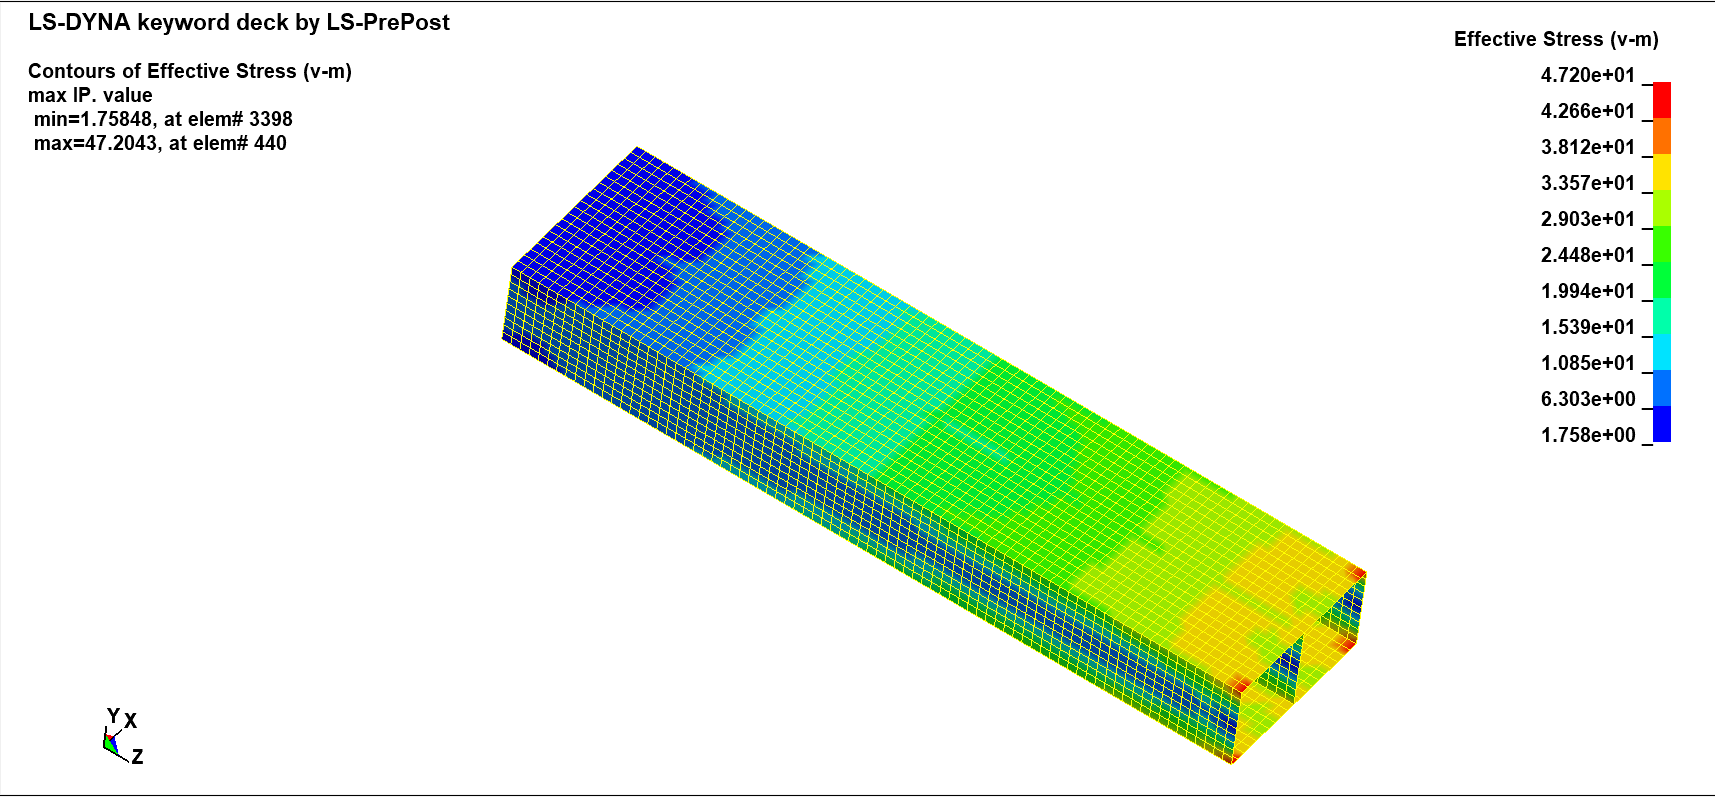 LS-DYNA keyword deck by LS-PrePost
Contours of Effective Stress (v-m)
max IP. value
min=1.75848, at elem# 3398
max=47.2043, at elem# 440
Effective Stress (v-m)
4.720e+01
4.266e+01
3.812e+01
3.357e+01
2.903e+01
2.448e+01
1.994e+01
1.539e+01
1.085e+01
6.303e+00
1.758e+00
Y X
Z